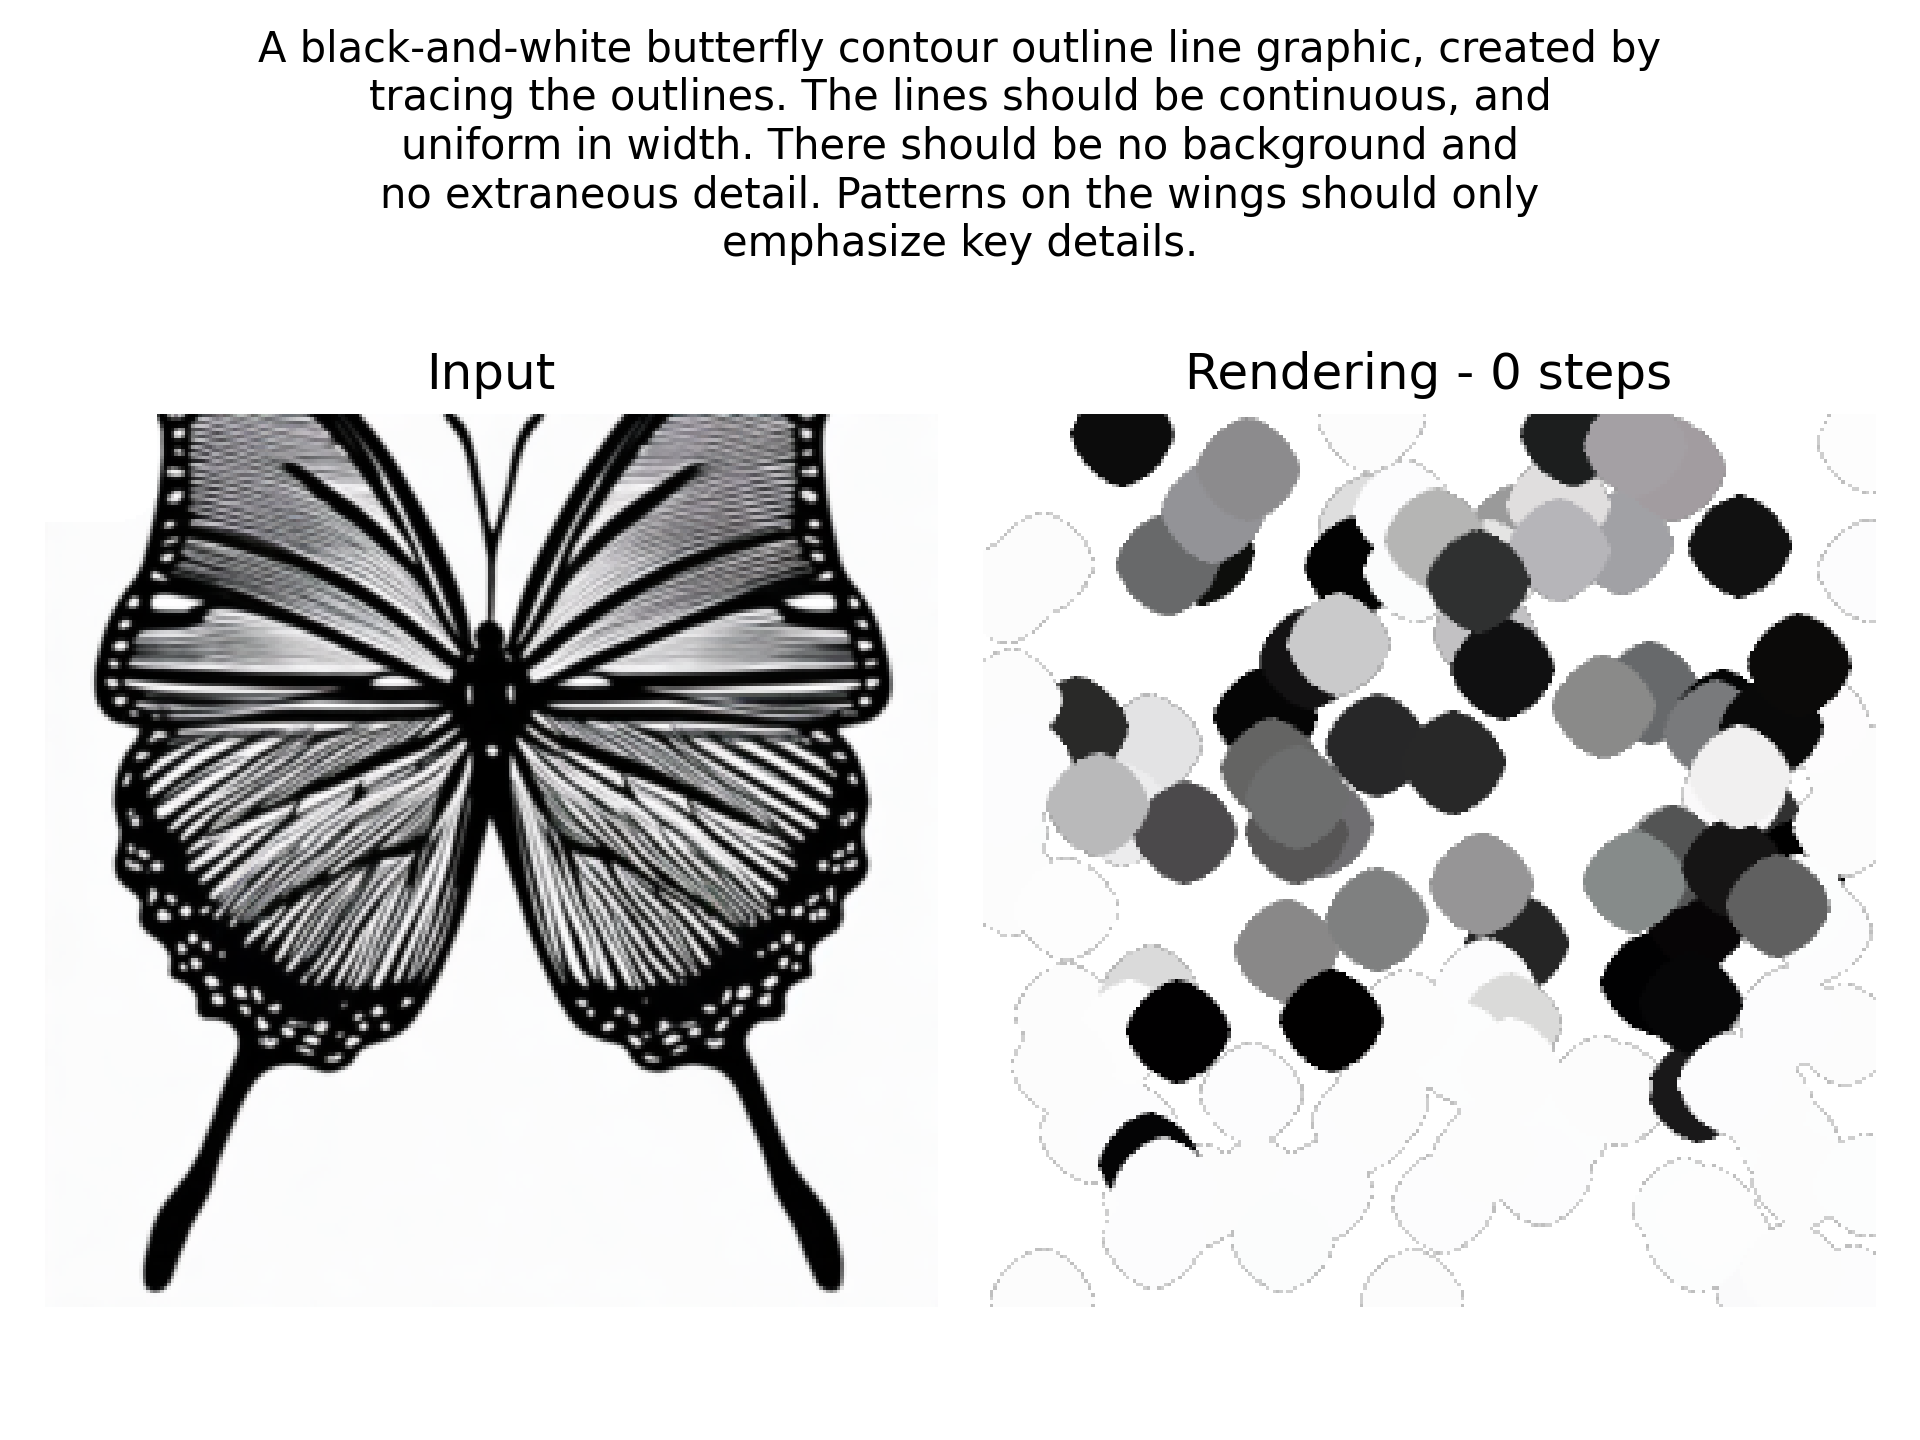 A black-and-white butterfly contour outline line graphic, created by
tracing the outlines. The lines should be continuous, and
uniform in width. There should be no background and
no extraneous detail. Patterns on the wings should only
emphasize key details.
Input
Rendering - 0 steps